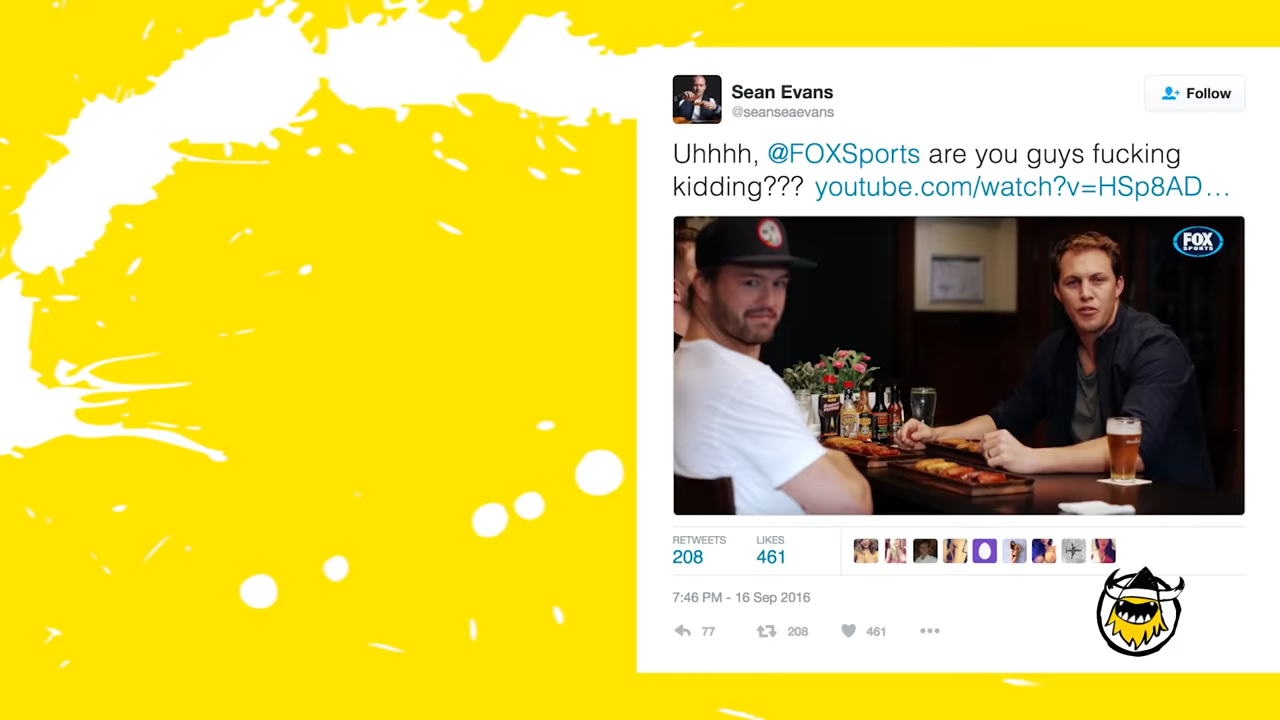 Sean Evans
@seanseaevans
Follow
Uhhhh, @FOXSports are you guys fucking
kidding??? youtube.com/watch?v=HSp8AD...
FOX
SPORTS
RETWEETS
LIKES
208
461
7:46 PM - 16 Sep 2016
77
208
461